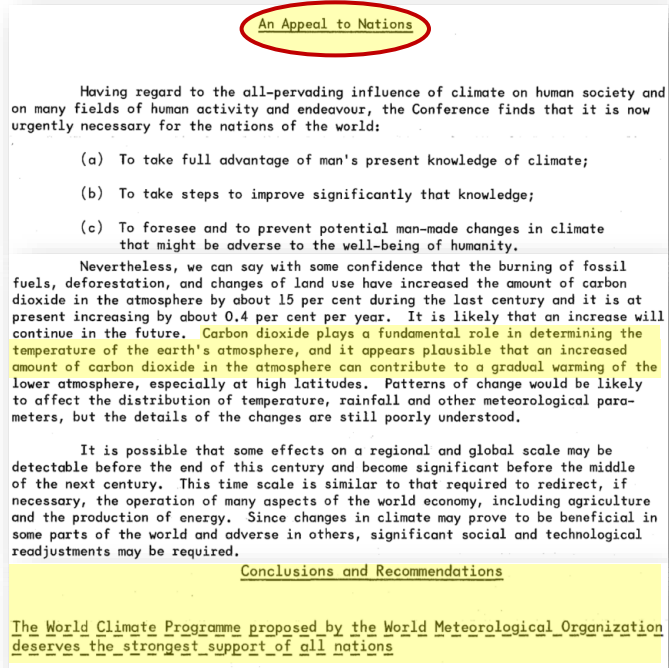 An Appeal to Nations
Having regard to the all-pervading influence of climate on human society and
on many fields of human activity and endeavour, the Conference finds that it is now
urgently necessary for the nations of the world:
(a) To take full advantage of man's present knowledge of climate;
(b) To take steps to improve significantly that knowledge;
(c) To foresee and to prevent potential man-made changes in climate
that might be adverse to the well-being of humanity.
Nevertheless, we can say with some confidence that the burning of fossil
fuels, deforestation, and changes of land use have increased the amount of carbon
dioxide in the atmosphere by about 15 per cent during the last century and it is at
present increasing by about 0.4 per cent per year. It is likely that an increase will
continue in the future. Carbon dioxide plays a fundamental role in determining the
temperature of the earth's atmosphere, and it appears plausible that an increased
amount of carbon dioxide in the atmosphere can contribute to a gradual warming of the
lower atmosphere, especially at high latitudes. Patterns of change would be likely
to affect the distribution of temperature, rainfall and other meteorological para-
meters, but the details of the changes are still poorly understood.
It is possible that some effects on a regional and global scale may be
detectable before the end of this century and become significant before the middle
of the next century. This time scale is similar to that required to redirect, if
necessary, the operation of many aspects of the world economy, including agriculture
and the production of energy. Since changes in climate may prove to be beneficial in
some parts of the world and adverse in others, significant social and technological
readjustments may be required.
Conclusions and Recommendations
The World Climate Programme proposed by the World Meteorological Organization
deserves the strongest support of all nations